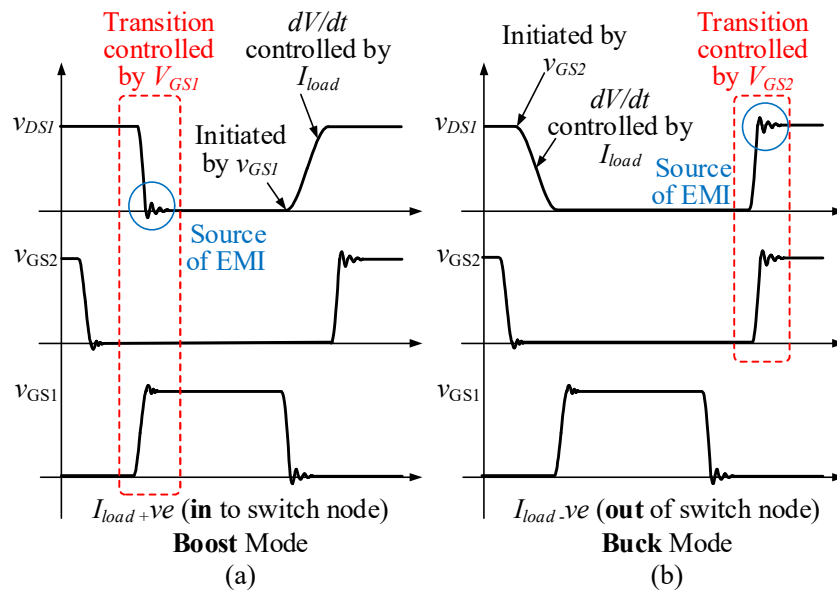 Transition
controlled
by VGS1
dV/dt
controlled by
Iload
vDS1
Initiated
by vGS1
Source
of EMI
vGS2
vGS1
Iload +ve (in to switch node)
Boost Mode
(a)
Initiated by
vGS2
Transition
controlled
by VGS2
vDS1
dV/dt
controlled by
Iload
Source
of EMI
vGS2
vGS1
Iload -ve (out of switch node)
Buck Mode
(b)